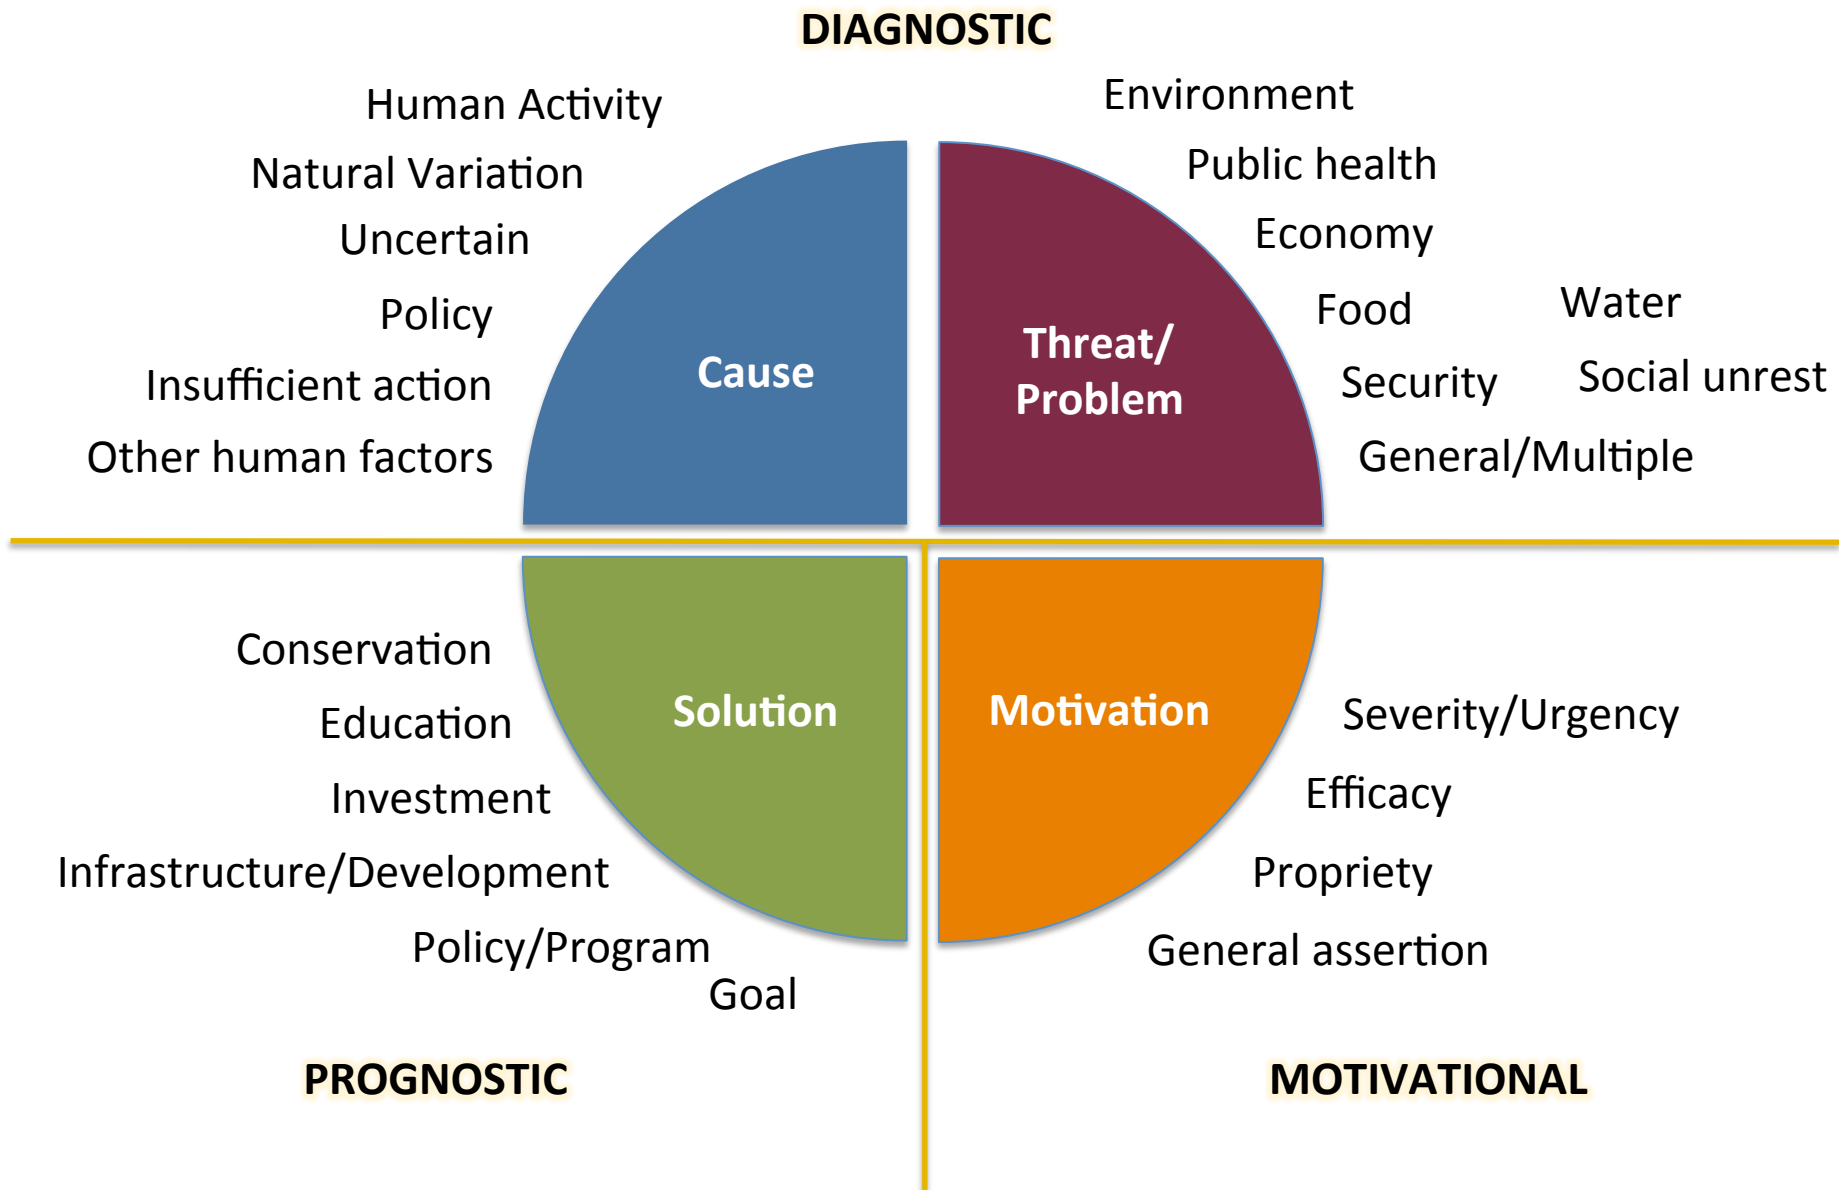 DIAGNOSTIC
Human Activity
Natural Variation
Uncertain
Policy
Insufficient action
Other human factors
Cause
Threat/
Problem
Environment
Public health
Economy
Food
Water
Security
Social unrest
General/Multiple
Conservation
Education
Investment
Infrastructure/Development
Policy/Program
Goal
Solution
Motivation
Severity/Urgency
Efficacy
Propriety
General assertion
PROGNOSTIC
MOTIVATIONAL